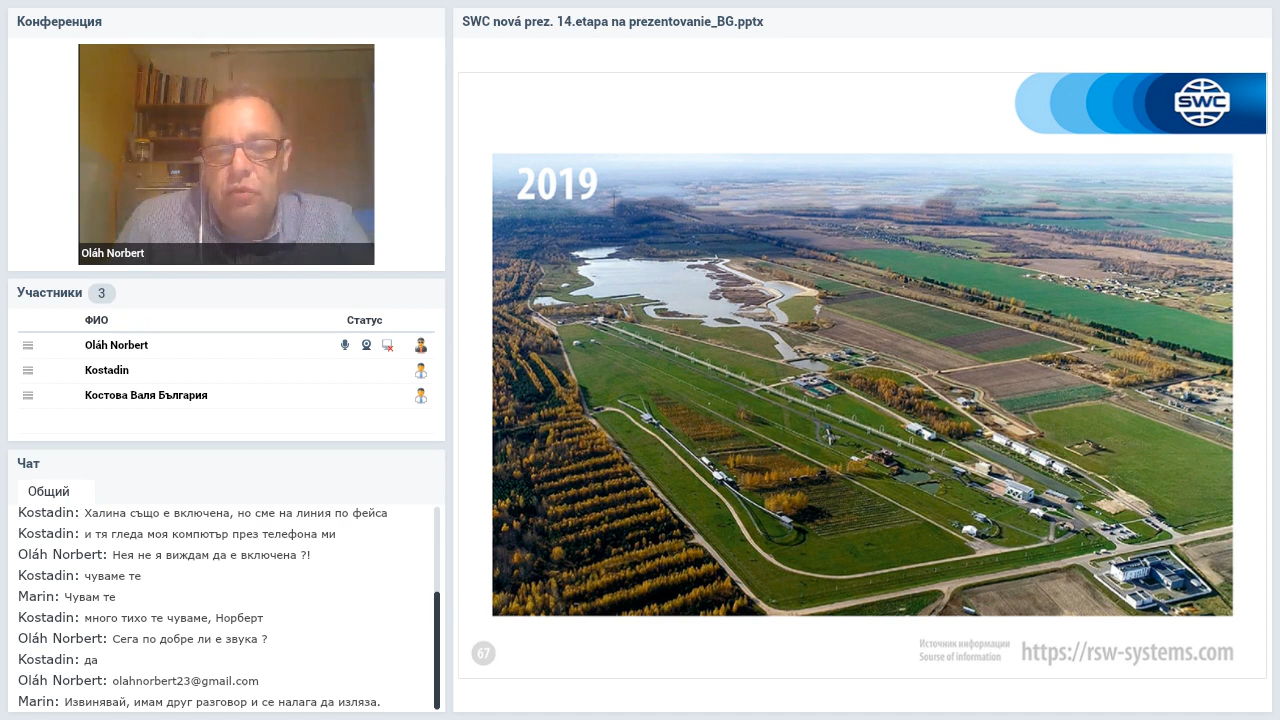 Конференция
Oláh Norbert
Участники 3
ФИО Статус
Oláh Norbert
Kostadin
Костова Валя България
Чат
Общий
Kostadin: Халина също е включена, но сме на линия по фейса
Kostadin: и тя гледа моя компютър през телефона ми
Oláh Norbert: Нея не я виждам да е включена ?!
Kostadin: чуваме те
Marin: Чувам те
Kostadin: много тихо те чуваме, Норберт
Oláh Norbert: Сега по добре ли е звука ?
Kostadin: да
Oláh Norbert: olahnorbert23@gmail.com
Marin: Извинявай, имам друг разговор и се налага да изляза.
SWC nová prez. 14.etapa na prezentovanie_BG.pptx
SWC
2019
67
Источник информации
Sourse of information
https://rsw-systems.com